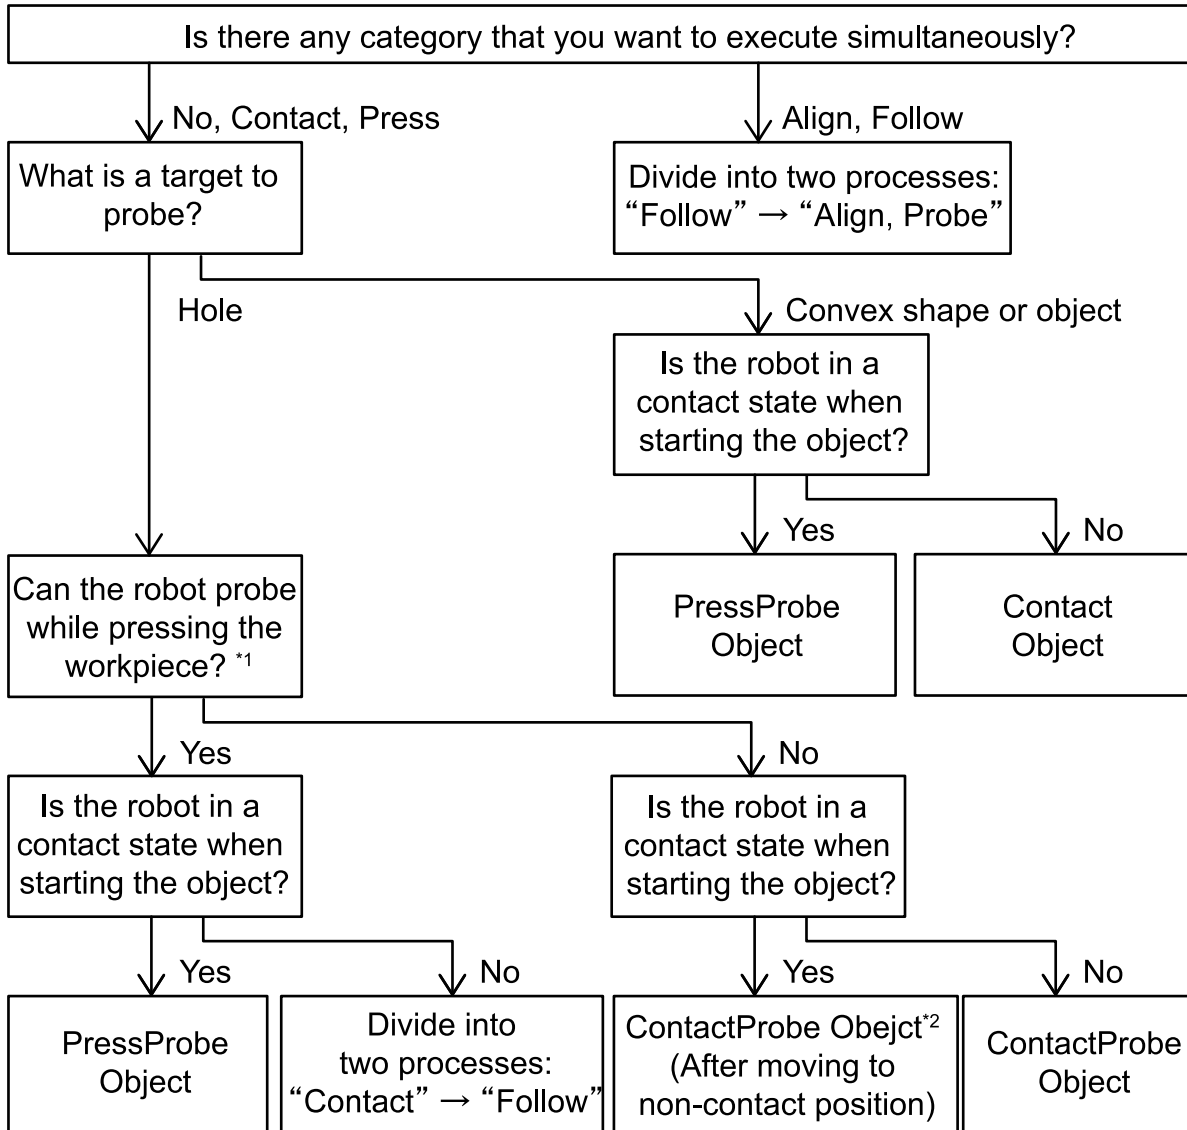 Is there any category that you want to execute simultaneously?
No, Contact, Press
Align, Follow
What is a target to
probe?
Divide into two processes:
“Follow” → “Align, Probe”
Hole
Convex shape or object
Is the robot in a
contact state when
starting the object?
Yes
No
PressProbe
Object
Contact
Object
Can the robot probe
while pressing the
workpiece? *1
Yes
No
Is the robot in a
contact state when
starting the object?
Is the robot in a
contact state when
starting the object?
Yes
No
Yes
No
PressProbe
Object
Divide into
two processes:
“Contact” → “Follow”
ContactProbe Obejct*2
(After moving to
non-contact position)
ContactProbe
Object